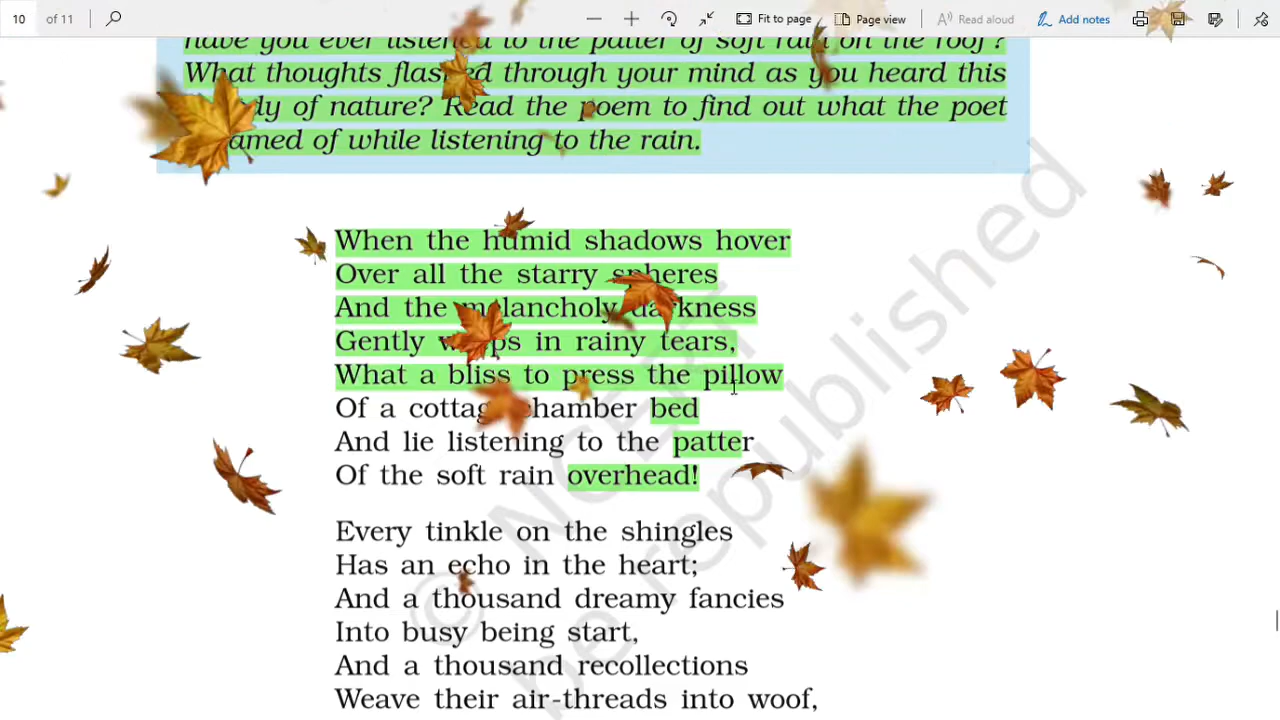 10 of 11 Fit to page Page view Read aloud Add notes
have you ever listened to the patter of soft rain on the roof?
What thoughts flashed through your mind as you heard this
of nature? Read the poem to find out what the poet
of while listening to the rain.
When the humid shadows hover
Over all the starry spheres
And the melancholy darkness
Gently weeps in rainy tears,
What a bliss to press the pillow
Of a cottage chamber bed
And lie listening to the patter
Of the soft rain overhead!
Every tinkle on the shingles
Has an echo in the heart;
And a thousand dreamy fancies
Into busy being start,
And a thousand recollections
Weave their air-threads into woof,
© NCERT
be republished